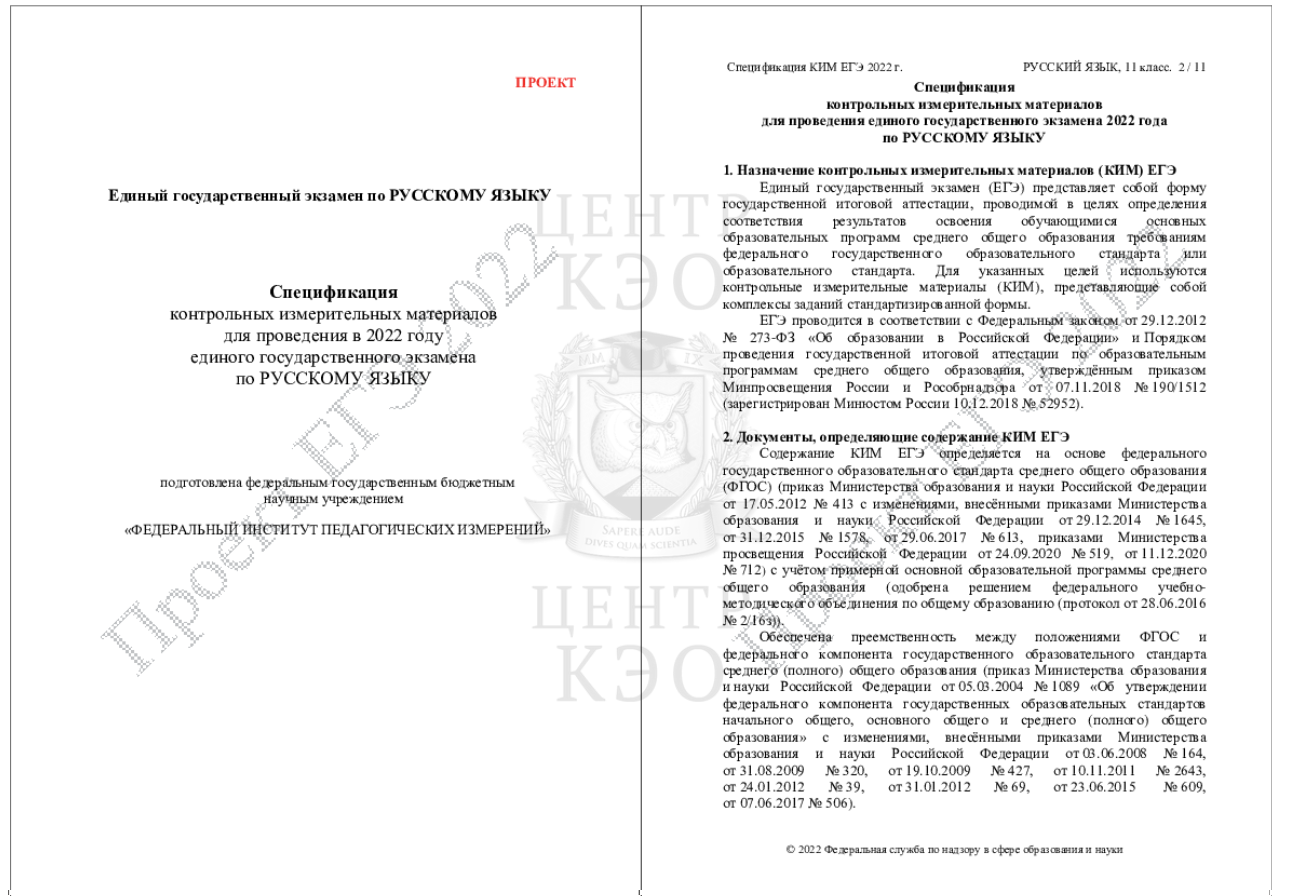 ПРОЕКТ
Единый государственный экзамен по РУССКОМУ ЯЗЫКУ
Спецификация
контрольных измерительных материалов
для проведения в 2022 году
единого государственного экзамена
по РУССКОМУ ЯЗЫКУ
подготовлена федеральным государственным бюджетным
научным учреждением
«ФЕДЕРАЛЬНЫЙ ИНСТИТУТ ПЕДАГОГИЧЕСКИХ ИЗМЕРЕНИЙ»
Проект ЕГЭ 2022
Спецификация КИМ ЕГЭ 2022 г. РУССКИЙ ЯЗЫК, 11 класс. 2 / 11
Спецификация
контрольных измерительных материалов
для проведения единого государственного экзамена 2022 года
по РУССКОМУ ЯЗЫКУ
1. Назначение контрольных измерительных материалов (КИМ) ЕГЭ
Единый государственный экзамен (ЕГЭ) представляет собой форму
государственной итоговой аттестации, проводимой в целях определения
соответствия результатов освоения обучающимися основных
образовательных программ среднего общего образования требованиям
федерального государственного образовательного стандарта или
образовательного стандарта. Для указанных целей используются
контрольные измерительные материалы (КИМ), представляющие собой
комплексы заданий стандартизированной формы.
ЕГЭ проводится в соответствии с Федеральным законом от 29.12.2012
№ 273-ФЗ «Об образовании в Российской Федерации» и Порядком
проведения государственной итоговой аттестации по образовательным
программам среднего общего образования, утверждённым приказом
Минпросвещения России и Рособрнадзора от 07.11.2018 № 190/1512
(зарегистрирован Минюстом России 10.12.2018 № 52952).
2. Документы, определяющие содержание КИМ ЕГЭ
Содержание КИМ ЕГЭ определяется на основе федерального
государственного образовательного стандарта среднего общего образования
(ФГОС) (приказ Министерства образования и науки Российской Федерации
от 17.05.2012 № 413 с изменениями, внесёнными приказами Министерства
образования и науки Российской Федерации от 29.12.2014 № 1645,
от 31.12.2015 № 1578, от 29.06.2017 № 613, приказами Министерства
просвещения Российской Федерации от 24.09.2020 № 519, от 11.12.2020
№ 712) с учётом примерной основной образовательной программы среднего
общего образования (одобрена решением федерального учебно-
методического объединения по общему образованию (протокол от 28.06.2016
№ 2/16з)).
Обеспечена преемственность между положениями ФГОС и
федерального компонента государственного образовательного стандарта
среднего (полного) общего образования (приказ Министерства образования
и науки Российской Федерации от 05.03.2004 № 1089 «Об утверждении
федерального компонента государственных образовательных стандартов
начального общего, основного общего и среднего (полного) общего
образования» с изменениями, внесёнными приказами Министерства
образования и науки Российской Федерации от 03.06.2008 № 164,
от 31.08.2009 № 320, от 19.10.2009 № 427, от 10.11.2011 № 2643,
от 24.01.2012 № 39, от 31.01.2012 № 69, от 23.06.2015 № 609,
от 07.06.2017 № 506).
© 2022 Федеральная служба по надзору в сфере образования и науки
Проект ЕГЭ 2022
ЦЕНТР
КЭО
MM IX
SAPERE AUDE
DIVES QUAM SCIENTIA
ЦЕНТР
КЭО